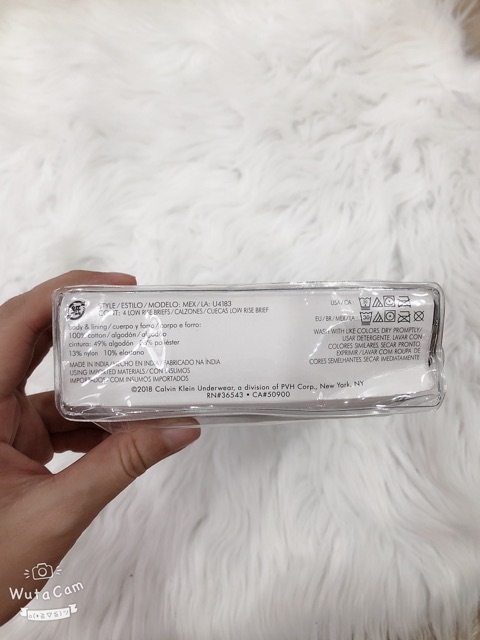 STYLE / ESTILO / MODELO: MEX / LA: U4183
CONT: 4 LOW RISE BRIEFS / CALZONES / CUECAS LOW RISE BRIEF
body & lining / cuerpo y forro / corpo e forro:
100% cotton / algodón / algodão
cintura: 49% algodón poliéster
13% nylon 10% elastano
MADE IN INDIA / HECHO EN INDIA / FABRICADO NA INDIA
USING IMPORTED MATERIALS / CON INSUMOS
IMPORTADOS / COM INSUMOS IMPORTADOS
USA / CA :
EU / BR / MEX / LA :
WASH WITH LIKE COLORS. DRY PROMPTLY /
USAR DETERGENTE. LAVAR CON
COLORES SIMILARES. SECAR PRONTO.
EXPRIMIR / LAVAR COM ROUPA DE
CORES SEMELHANTES. SECAR IMEDIATAMENTE
©2018 Calvin Klein Underwear, a division of PVH Corp., New York, NY
RN#36543 • CA#50900
WutaCam